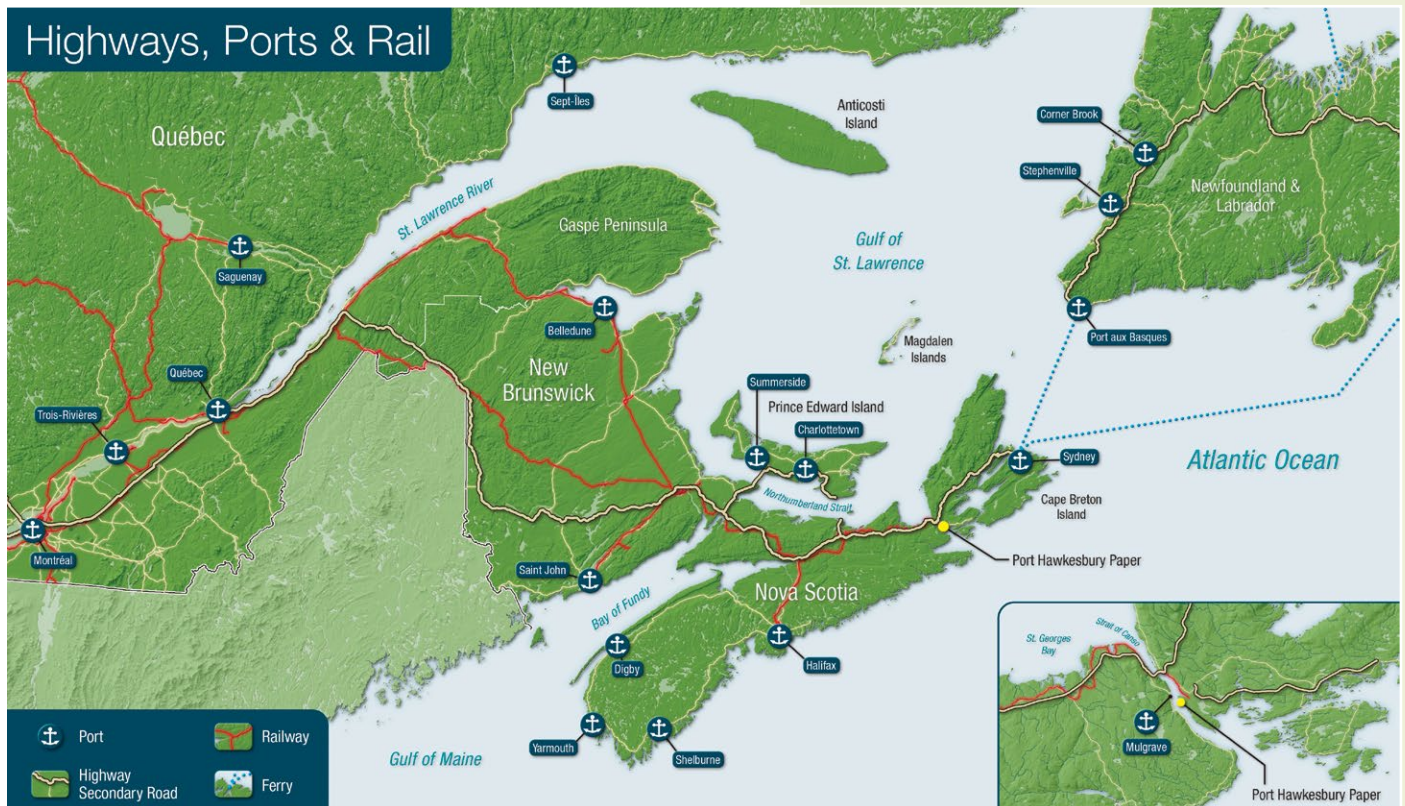 Highways, Ports & Rail
Sept-Îles
Anticosti
Island
Québec
Corner Brook
Stephenville
Newfoundland &
Labrador
St. Lawrence River
Gaspé Peninsula
Gulf of
St. Lawrence
Saguenay
Belledune
Port aux Basques
Magdalen
Islands
New
Brunswick
Québec
Summerside
Prince Edward Island
Trois-Rivières
Charlottetown
Sydney
Atlantic Ocean
Northumberland Strait
Cape Breton
Island
Montréal
Port Hawkesbury Paper
Saint John
Nova Scotia
Bay of Fundy
Digby
Halifax
St. Georges
Bay
Strait of Canso
Yarmouth
Shelburne
Gulf of Maine
Mulgrave
Port Hawkesbury Paper
Port
Railway
Highway
Secondary Road
Ferry